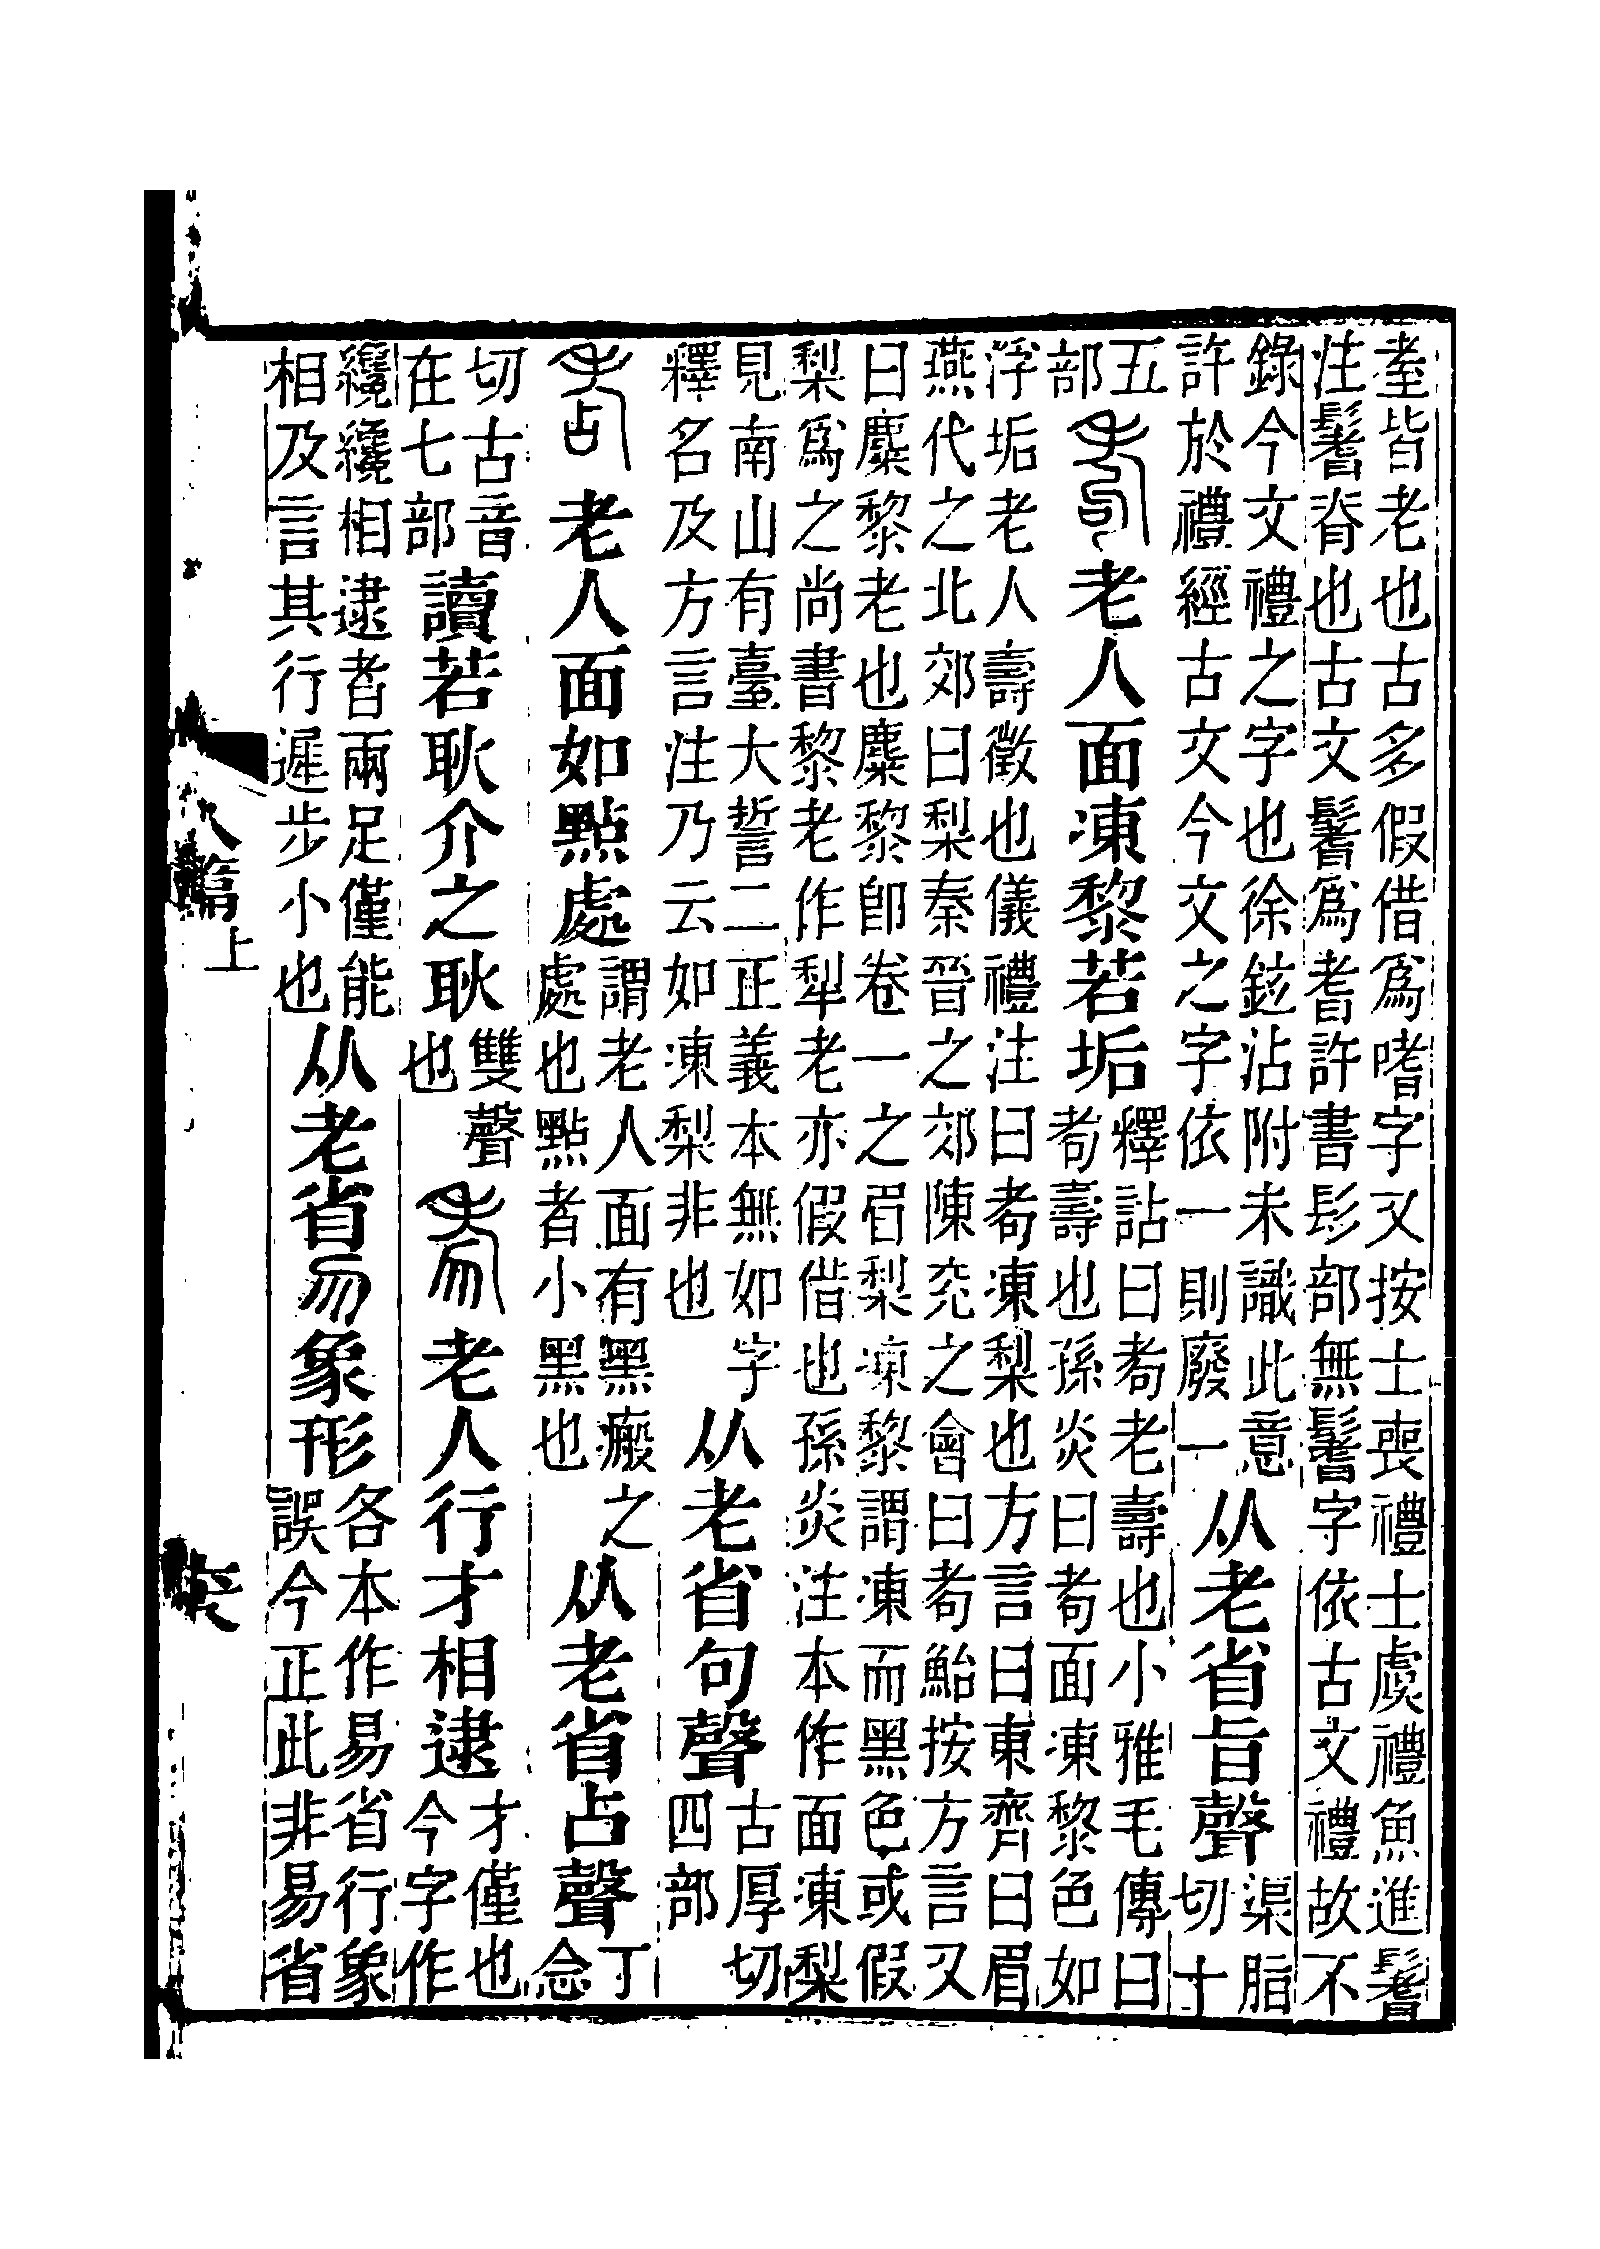 耋皆老也古多假借爲嗜字又按士喪禮士虞禮魚進鬐
注鬐脊也古文鬐爲耆許書髟部無鬐字依古文禮故不
錄今文禮之字也徐鉉沾附未識此意
許於禮經古文今文之字依一則廢一
从老省旨聲
渠脂
切十
五
部
耇
老人面凍黎若垢
釋詁曰耇老壽也小雅毛傳曰
耇壽也孫炎曰耇面凍黎色如
浮垢老人壽徵也儀禮注曰耇凍梨也方言曰東齊曰眉
燕代之北郊曰梨秦晉之郊陳兖之會曰耇鮐按方言又
曰麋黎老也麋黎卽卷一之眉梨凍黎謂凍而黑色或假
梨爲之尚書黎老作犁老亦假借也孫炎注本作面凍梨
見南山有臺大誓二正義本無如字
釋名及方言注乃云如凍梨非也
从老省句聲
古厚切
四部
老人面如點處
謂老人面有黑癍之
處也點者小黑也
从老省占聲
丁
念
切古音
在七部
讀若耿介之耿
雙聲
也
老人行才相逮
才僅也
今字作
纔纔相逮者兩足僅能
相及言其行遲步小也
从老省易象形
各本作易省行象
誤今正此非易省
八篇上